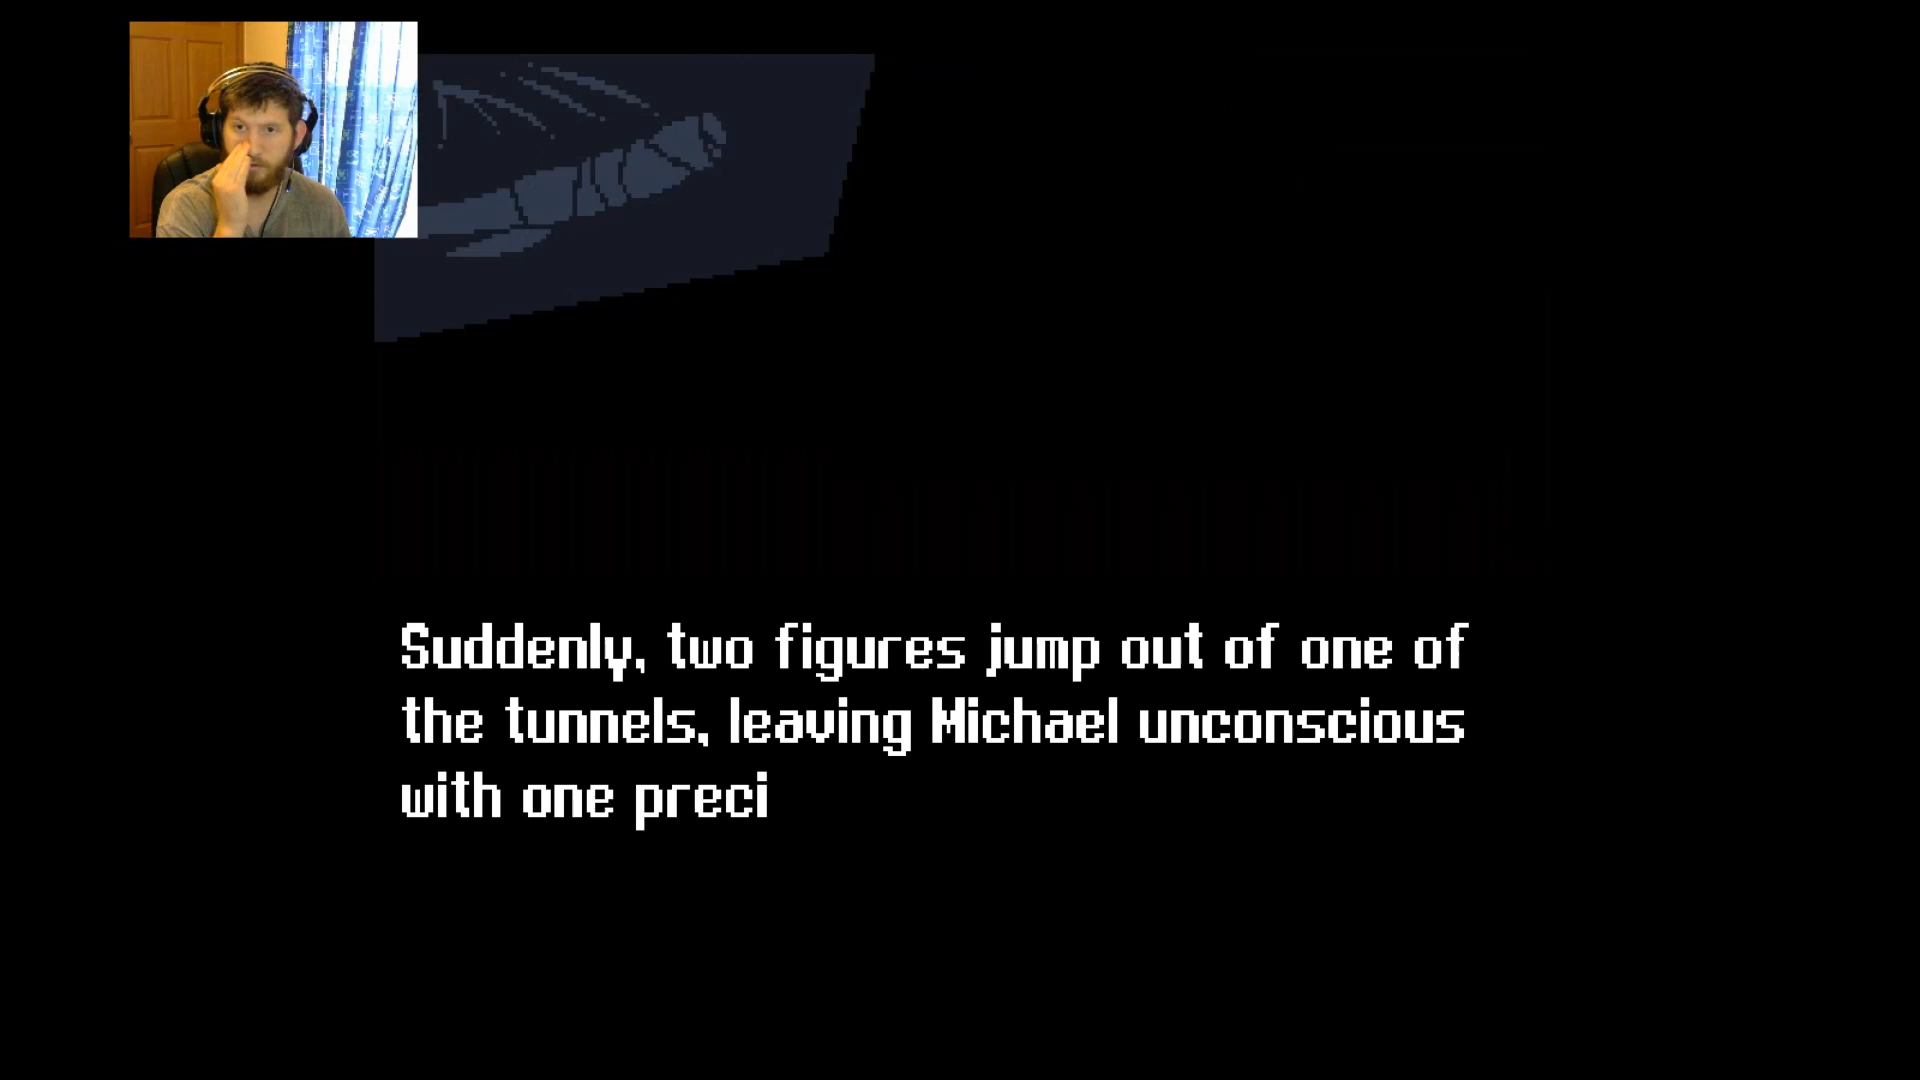 Suddenly, two figures jump out of one of
the tunnels, leaving Michael unconscious
with one preci